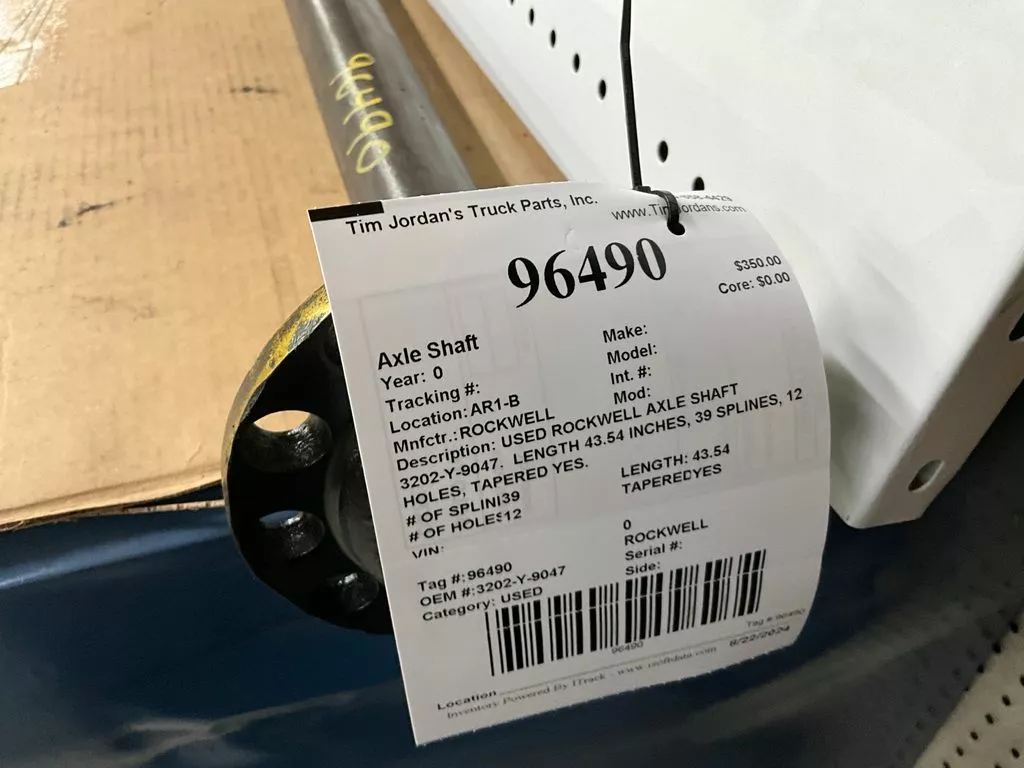 96490
Tim Jordan's Truck Parts, Inc.
www.TimJordans.com
96490
$350.00
Core: $0.00
Axle Shaft
Year: 0
Tracking #:
Location: AR1-B
Mnfctr.: ROCKWELL
Make:
Model:
Int. #:
Mod:
Description: USED ROCKWELL AXLE SHAFT
3202-Y-9047. LENGTH 43.54 INCHES, 39 SPLINES, 12
HOLES, TAPERED YES.
# OF SPLINI39
# OF HOLES12
VIN:
LENGTH: 43.54
TAPEREDYES
0
ROCKWELL
Serial #:
Side:
Tag #: 96490
OEM #: 3202-Y-9047
Category: USED
96490
Tag #: 96490
8/22/2024
Location
Inventory Powered By ITrack -